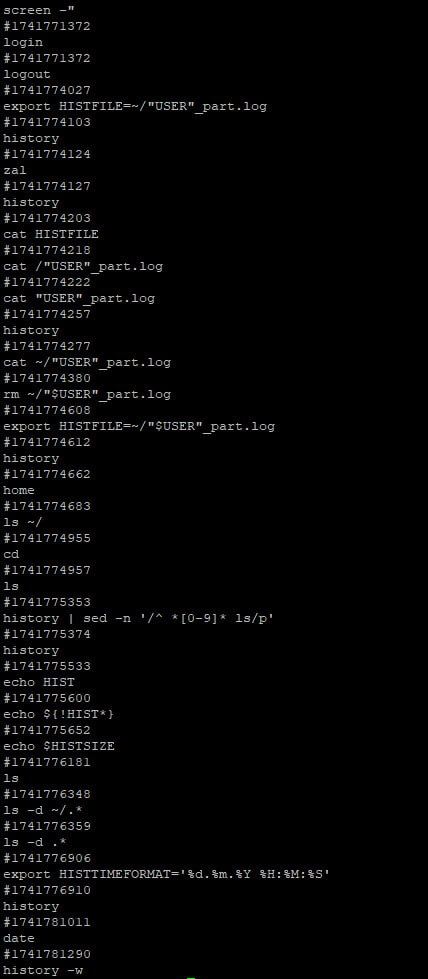 screen -"
#1741771372
login
#1741771372
logout
#1741774027
export HISTFILE=~/"USER"_part.log
#1741774103
history
#1741774124
zal
#1741774127
history
#1741774203
cat HISTFILE
#1741774218
cat /"USER"_part.log
#1741774222
cat "USER"_part.log
#1741774257
history
#1741774277
cat ~/"USER"_part.log
#1741774380
rm ~/"$USER"_part.log
#1741774608
export HISTFILE=~/"$USER"_part.log
#1741774612
history
#1741774662
home
#1741774683
ls ~/
#1741774955
cd
#1741774957
ls
#1741775353
history | sed -n '/^ *[0-9]* ls/p'
#1741775374
history
#1741775533
echo HIST
#1741775600
echo ${!HIST*}
#1741775652
echo $HISTSIZE
#1741776181
ls
#1741776348
ls -d ~/.*
#1741776359
ls -d .*
#1741776906
export HISTTIMEFORMAT='%d.%m.%Y %H:%M:%S'
#1741776910
history
#1741781011
date
#1741781290
history -w